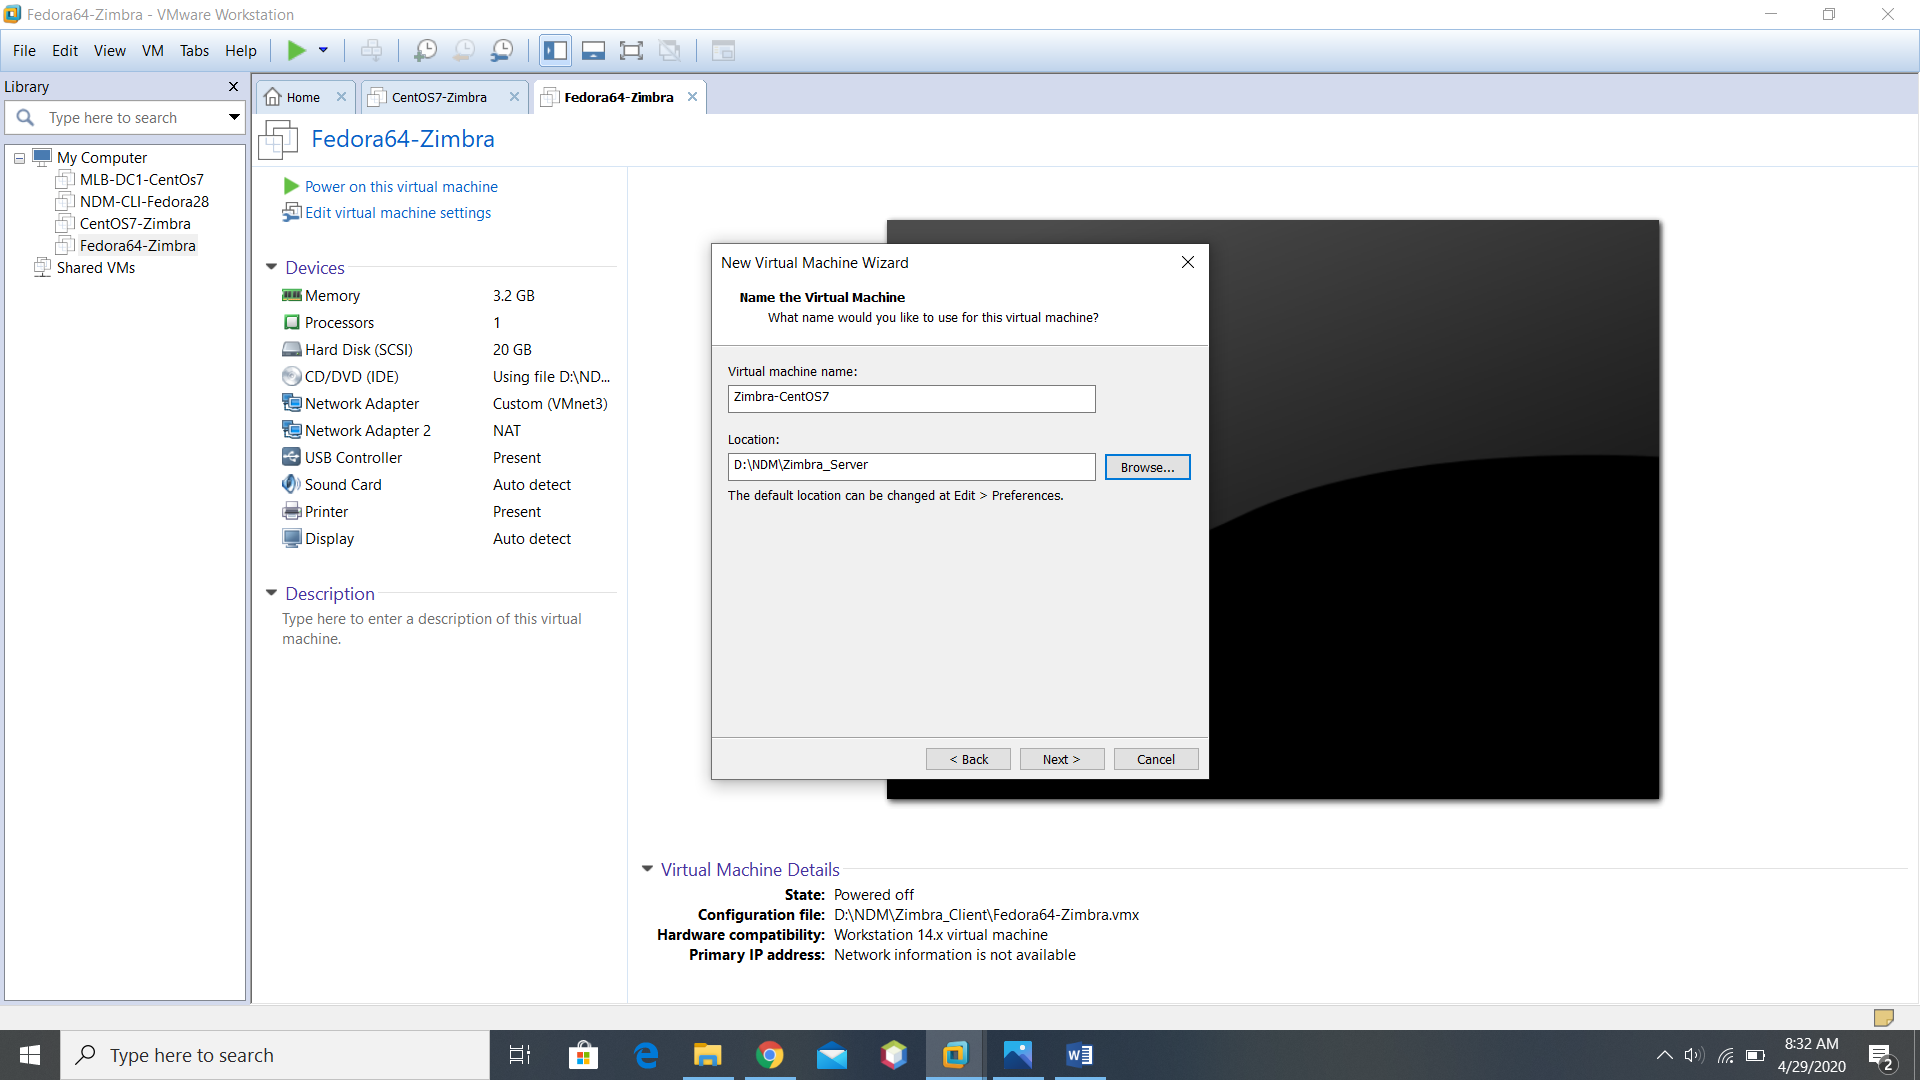 Fedora64-Zimbra - VMware Workstation
File Edit View VM Tabs Help
Library
Type here to search
My Computer
MLB-DC1-CentOs7
NDM-CLI-Fedora28
CentOS7-Zimbra
Fedora64-Zimbra
Shared VMs
Home CentOS7-Zimbra Fedora64-Zimbra
Fedora64-Zimbra
Power on this virtual machine
Edit virtual machine settings
Devices
Memory 3.2 GB
Processors 1
Hard Disk (SCSI) 20 GB
CD/DVD (IDE) Using file D:\ND...
Network Adapter Custom (VMnet3)
Network Adapter 2 NAT
USB Controller Present
Sound Card Auto detect
Printer Present
Display Auto detect
Description
Type here to enter a description of this virtual
machine.
New Virtual Machine Wizard
Name the Virtual Machine
What name would you like to use for this virtual machine?
Virtual machine name:
Zimbra-CentOS7
Location:
D:\NDM\Zimbra_Server
Browse...
The default location can be changed at Edit > Preferences.
< Back Next > Cancel
Virtual Machine Details
State: Powered off
Configuration file: D:\NDM\Zimbra_Client\Fedora64-Zimbra.vmx
Hardware compatibility: Workstation 14.x virtual machine
Primary IP address: Network information is not available
Type here to search
8:32 AM
4/29/2020
2